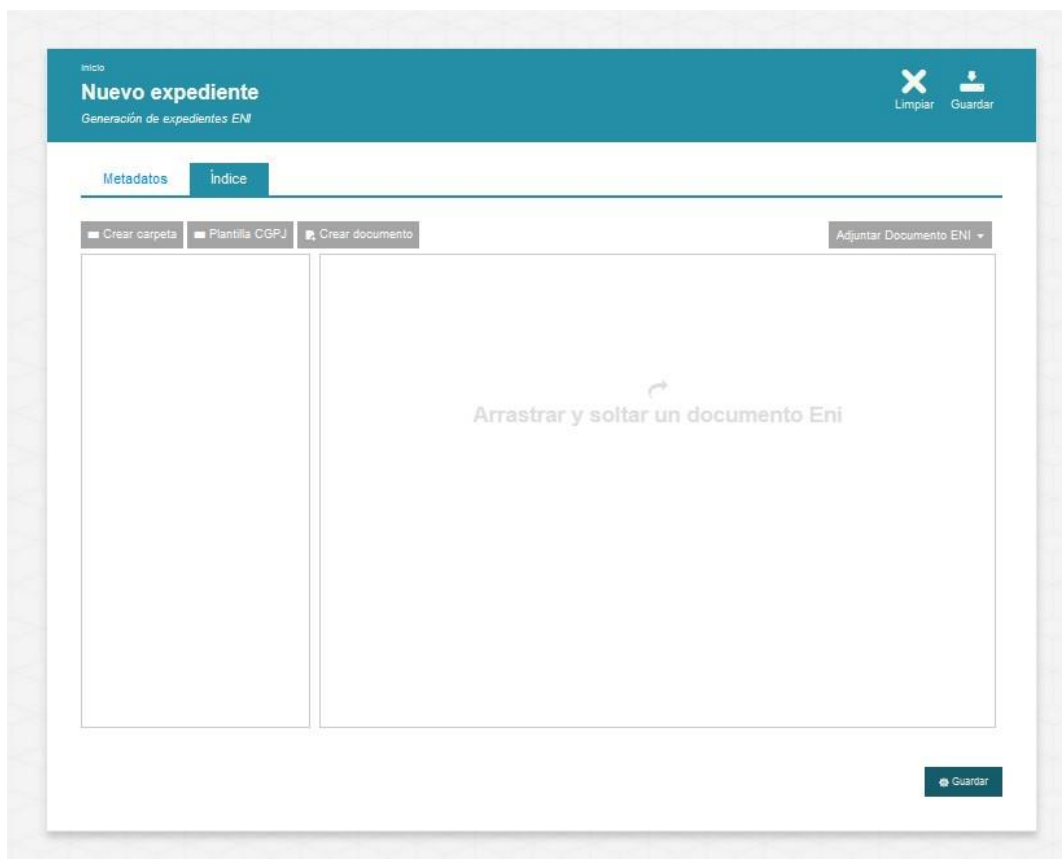 Inicio
Nuevo expediente
Generación de expedientes ENI
Limpiar Guardar
Metadatos Índice
Crear carpeta Plantilla CGPJ Crear documento Adjuntar Documento ENI
Arrastrar y soltar un documento Eni
Guardar